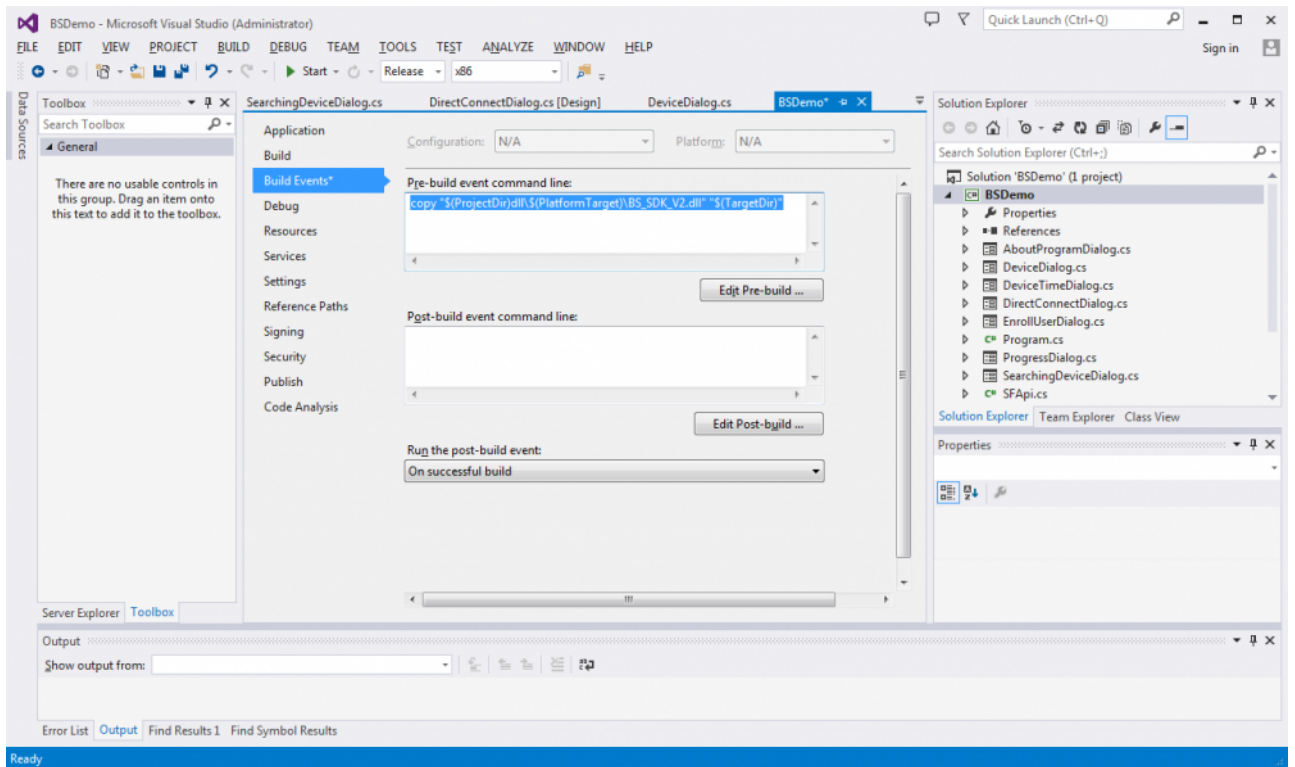 BSDemo - Microsoft Visual Studio (Administrator)
Quick Launch (Ctrl+Q)
FILE EDIT VIEW PROJECT BUILD DEBUG TEAM TOOLS TEST ANALYZE WINDOW HELP
Sign in
Start
Release
x86
Data Sources
Toolbox
Search Toolbox
General
There are no usable controls in
this group. Drag an item onto
this text to add it to the toolbox.
Server Explorer Toolbox
SearchingDeviceDialog.cs DirectConnectDialog.cs [Design] DeviceDialog.cs BSDemo*
Application
Build
Build Events*
Debug
Resources
Services
Settings
Reference Paths
Signing
Security
Publish
Code Analysis
Configuration: N/A Platform: N/A
Pre-build event command line:
copy "$(ProjectDir)dll\$(PlatformTarget)\BS_SDK_V2.dll" "$(TargetDir)"
Edit Pre-build ...
Post-build event command line:
Edit Post-build ...
Run the post-build event:
On successful build
Solution Explorer
Search Solution Explorer (Ctrl+;)
Solution 'BSDemo' (1 project)
BSDemo
Properties
References
AboutProgramDialog.cs
DeviceDialog.cs
DeviceTimeDialog.cs
DirectConnectDialog.cs
EnrollUserDialog.cs
C# Program.cs
ProgressDialog.cs
SearchingDeviceDialog.cs
C# SFApi.cs
Solution Explorer Team Explorer Class View
Properties
Output
Show output from:
Error List Output Find Results 1 Find Symbol Results
Ready